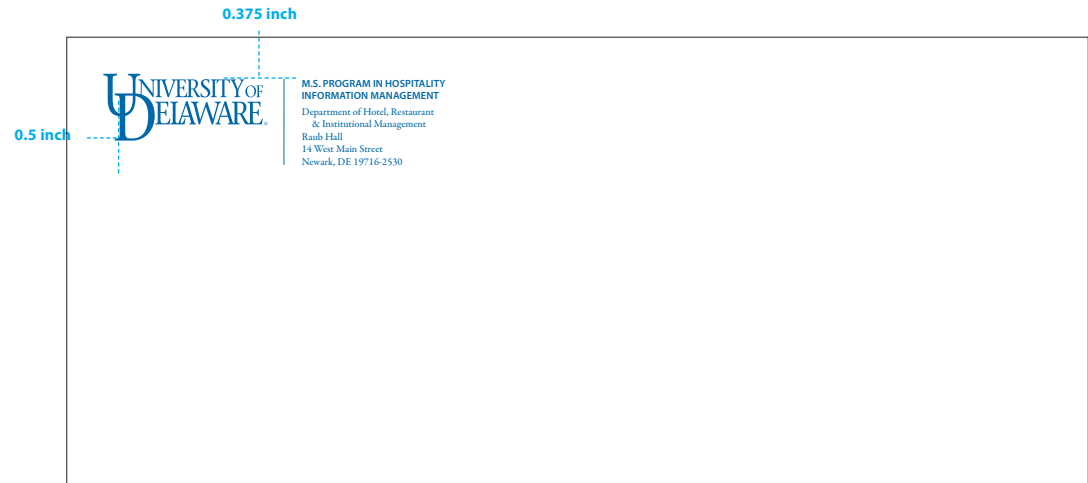 0.375 inch
UNIVERSITY OF
DELAWARE®
M.S. PROGRAM IN HOSPITALITY
INFORMATION MANAGEMENT
Department of Hotel, Restaurant
& Institutional Management
Raub Hall
14 West Main Street
Newark, DE 19716-2530
0.5 inch